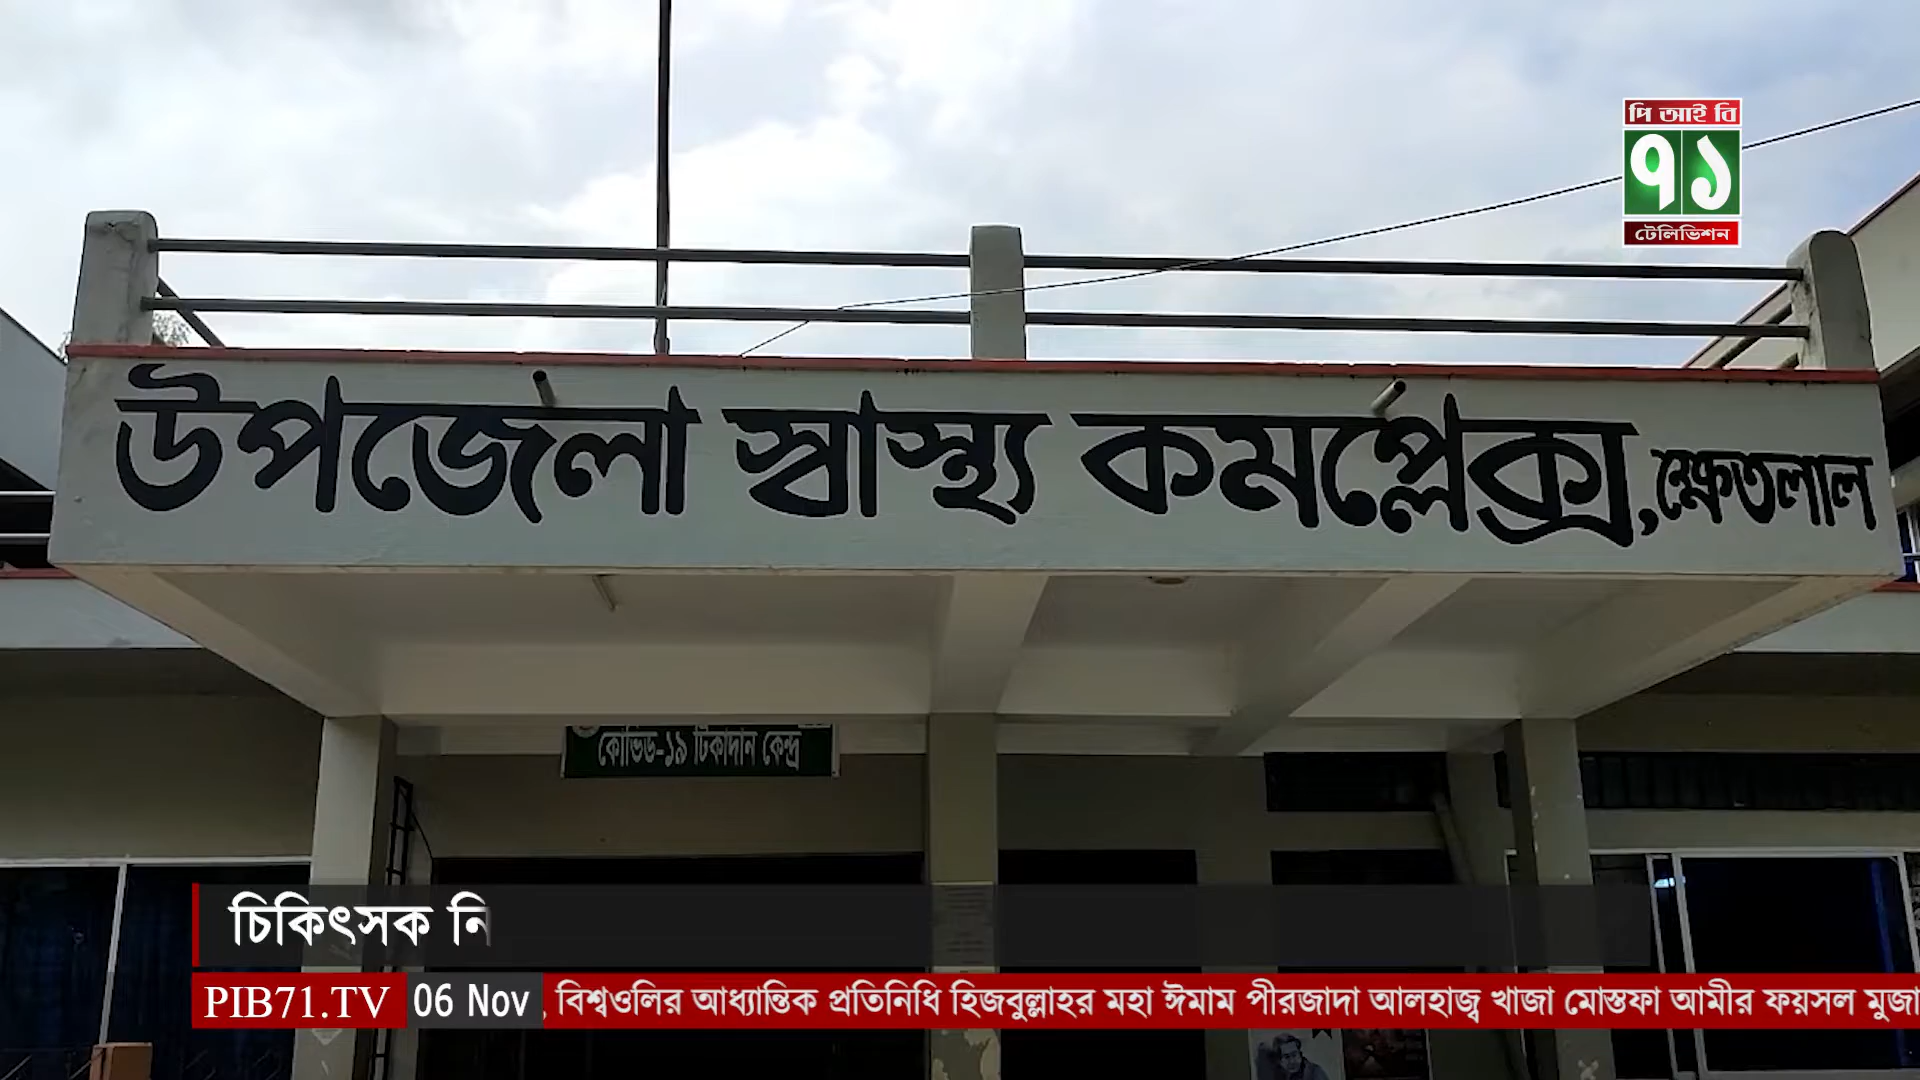 পি আই বি
৭১
টেলিভিশন
উপজেলা স্বাস্থ্য কমপ্লেক্স, ক্ষেতলাল
কোভিড-১৯ টিকাদান কেন্দ্র
চিকিৎসক নি
PIB71.TV 06 Nov , বিশ্বওলির আধ্যান্তিক প্রতিনিধি হিজবুল্লাহর মহা ঈমাম পীরজাদা আলহাজ্ব খাজা মোস্তফা আমীর ফয়সল মুজা